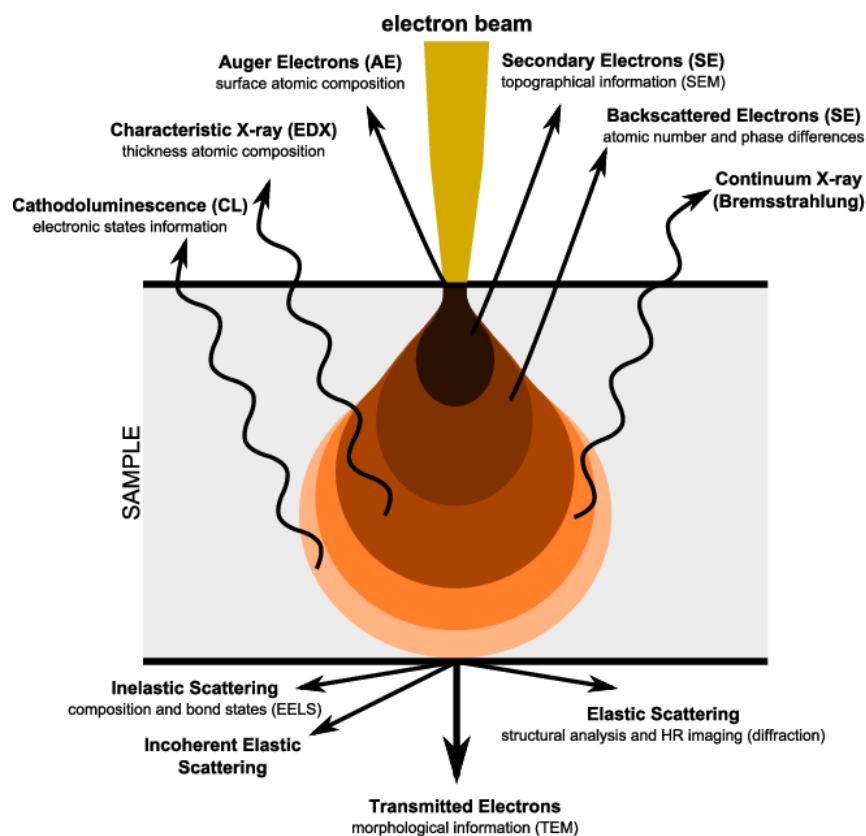 electron beam
Auger Electrons (AE)
surface atomic composition
Secondary Electrons (SE)
topographical information (SEM)
Characteristic X-ray (EDX)
thickness atomic composition
Backscattered Electrons (SE)
atomic number and phase differences
Cathodoluminescence (CL)
electronic states information
Continuum X-ray
(Bremsstrahlung)
SAMPLE
Inelastic Scattering
composition and bond states (EELS)
Incoherent Elastic
Scattering
Elastic Scattering
structural analysis and HR imaging (diffraction)
Transmitted Electrons
morphological information (TEM)